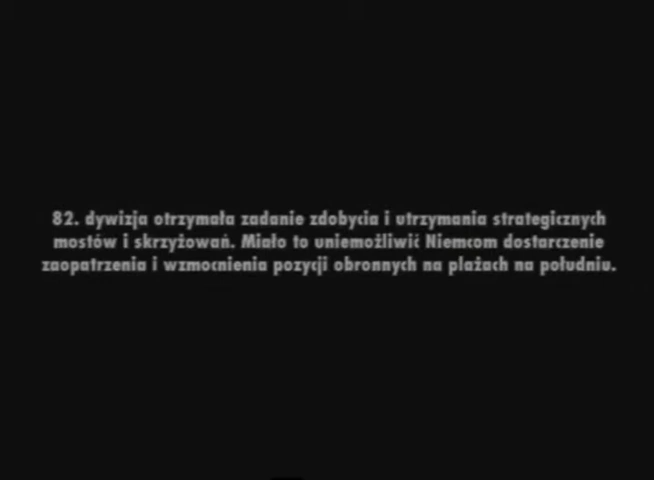 82. dywizja otrzymała zadanie zdobycia i utrzymania strategicznych
mostów i skrzyżowań. Miało to uniemożliwić Niemcom dostarczenie
zaopatrzenia i wzmocnienia pozycji obronnych na plażach na południu.